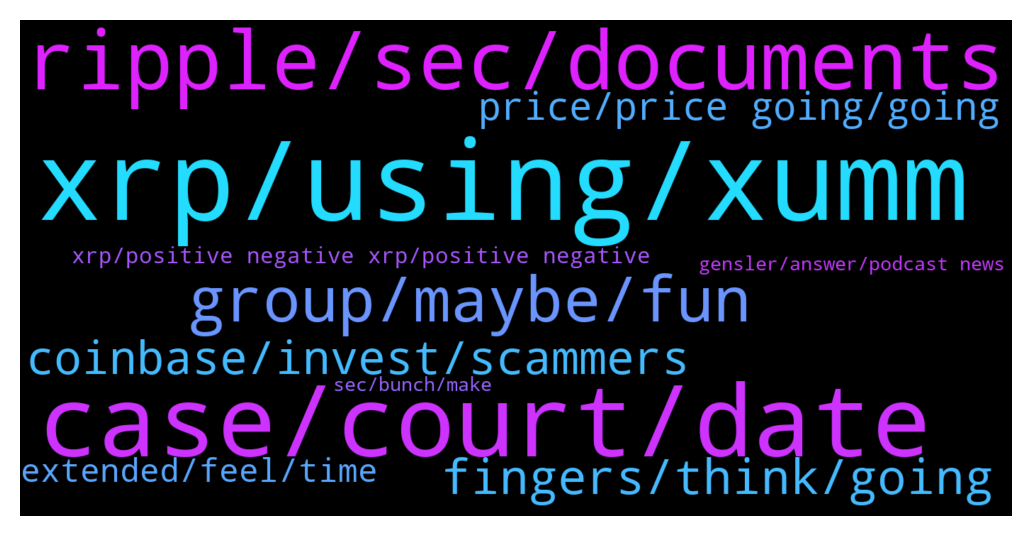 ripple/sec/documents
price/price going/going
xrp/using/xumm
xrp/positive negative xrp/positive negative
gensler/answer/podcast news
group/maybe/fun
coinbase/invest/scammers
sec/bunch/make
case/court/date
extended/feel/time
fingers/think/going